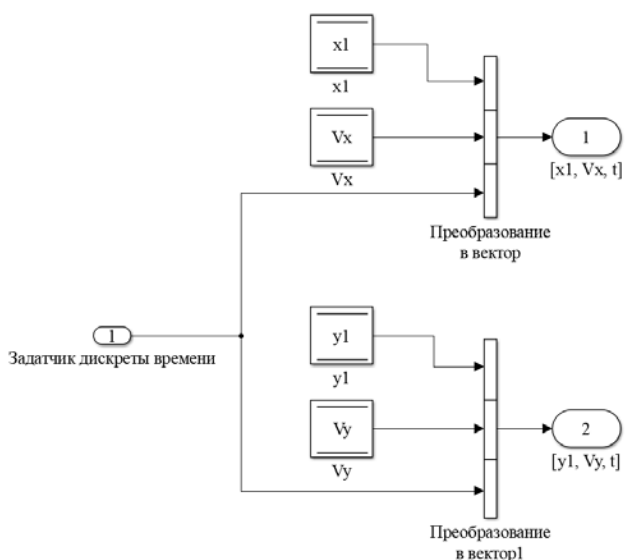 x1
x1
Vx
Vx
1
[x1, Vx, t]
Преобразование
в вектор
1
Задатчик дискреты времени
y1
y1
Vy
Vy
2
[y1, Vy, t]
Преобразование
в вектор1